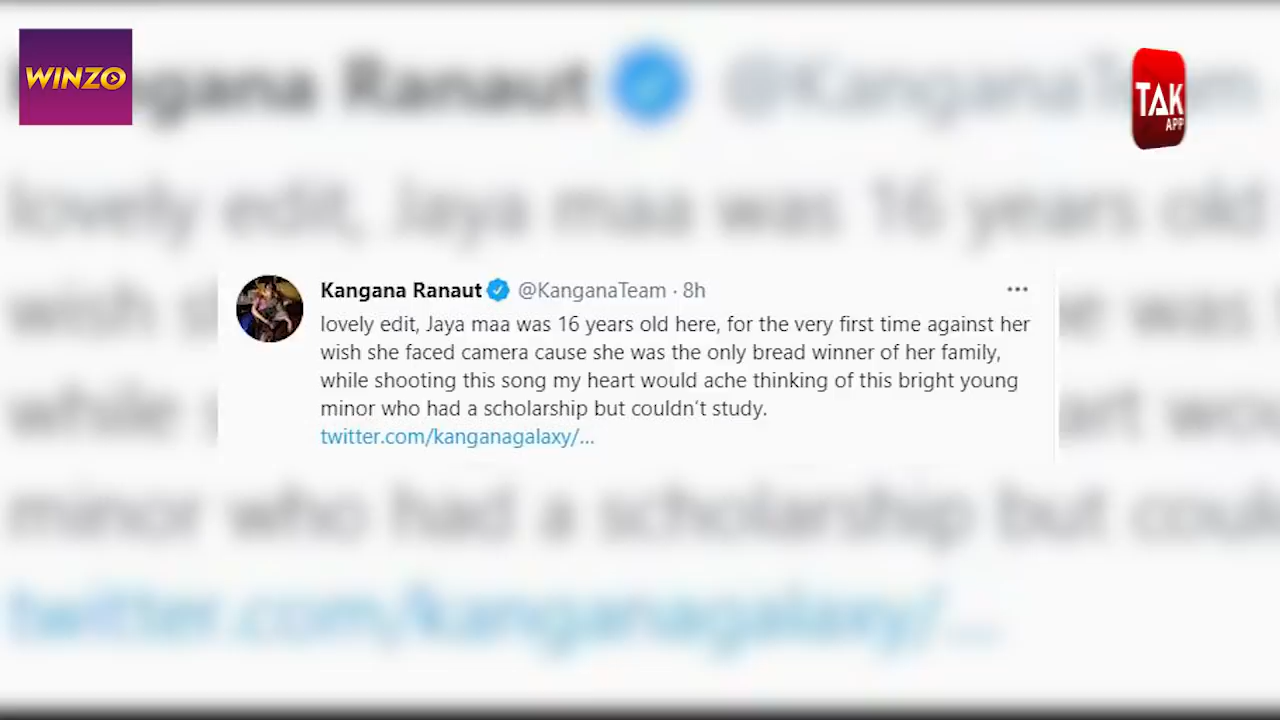 WINZO
TAK
APP
Kangana Ranaut @KanganaTeam · 8h
lovely edit, Jaya maa was 16 years old here, for the very first time against her
wish she faced camera cause she was the only bread winner of her family,
while shooting this song my heart would ache thinking of this bright young
minor who had a scholarship but couldn't study.
twitter.com/kanganagalaxy/...